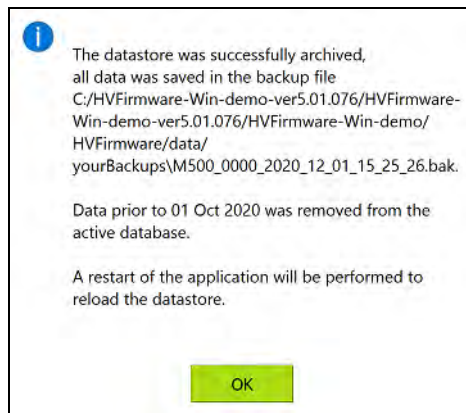 The datastore was successfully archived,
all data was saved in the backup file
C:/HVFirmware-Win-demo-ver5.01.076/HVFirmware-
Win-demo-ver5.01.076/HVFirmware-Win-demo/
HVFirmware/data/
yourBackups\M500_0000_2020_12_01_15_25_26.bak.
Data prior to 01 Oct 2020 was removed from the
active database.
A restart of the application will be performed to
reload the datastore.
OK